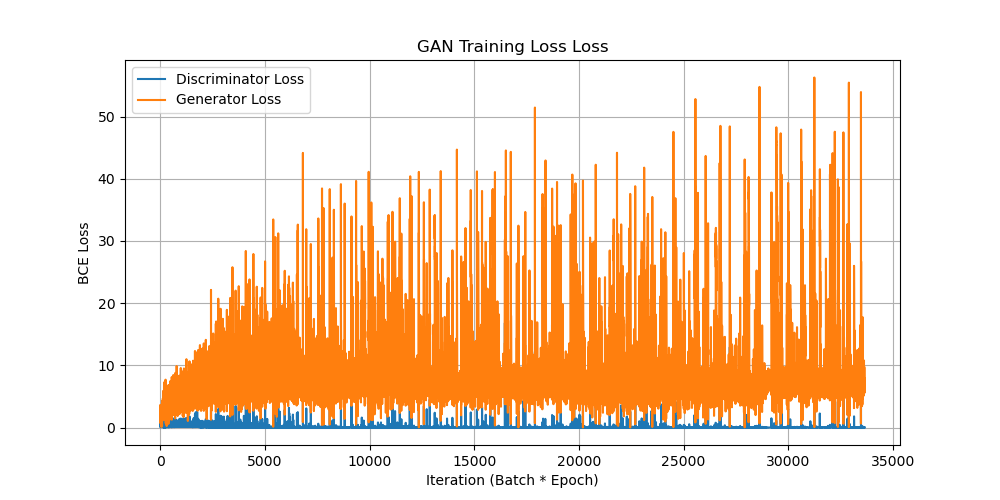 GAN Training Loss Loss
Discriminator Loss
Generator Loss
BCE Loss
50
40
30
20
10
0
0 5000 10000 15000 20000 25000 30000 35000
Iteration (Batch * Epoch)